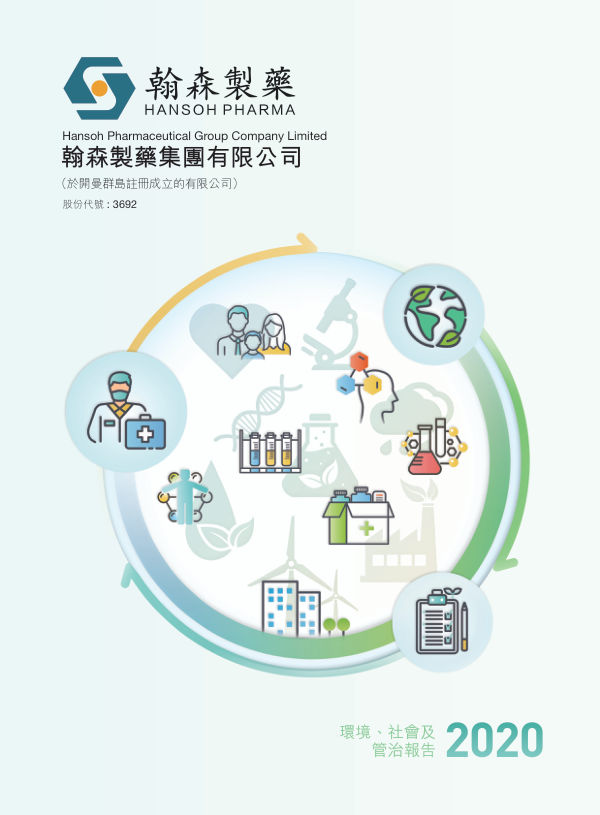 翰森製藥
HANSOH PHARMA
Hansoh Pharmaceutical Group Company Limited
翰森製藥集團有限公司
（於開曼群島註冊成立的有限公司）
股份代號 : 3692
環境、社會及
管治報告 2020